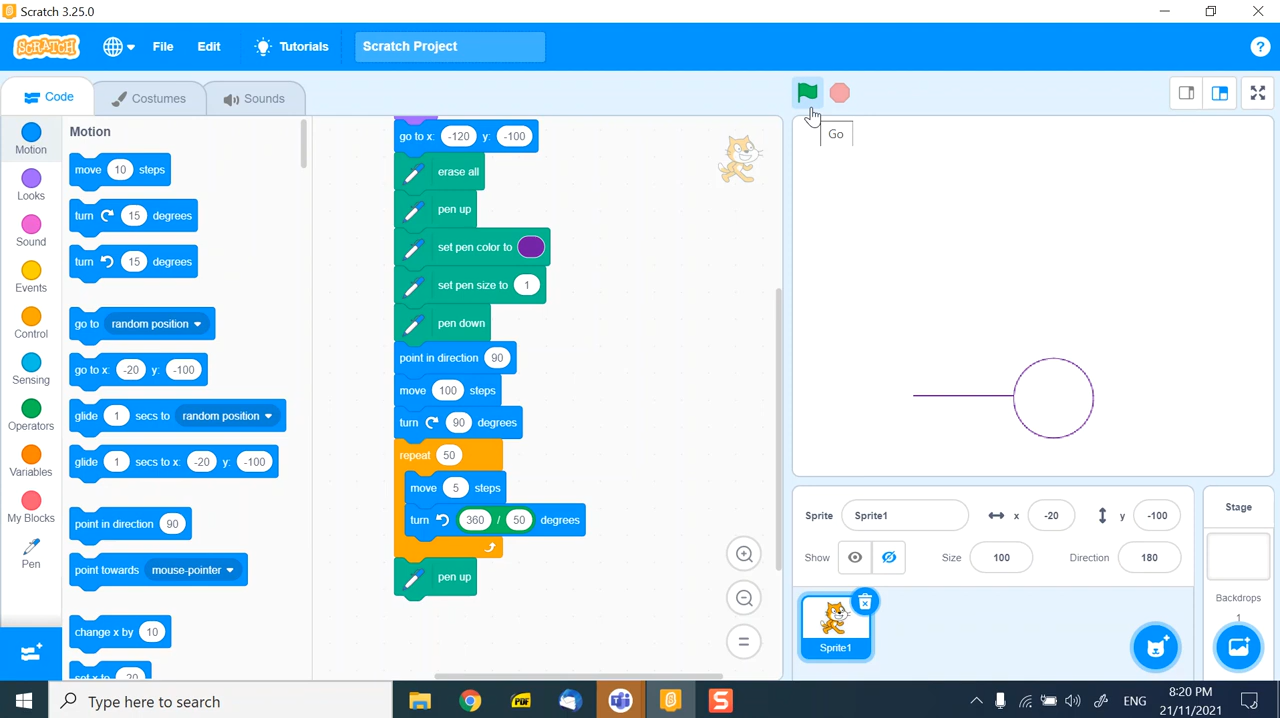 Scratch 3.25.0
SCRATCH
File
Edit
Tutorials
Scratch Project
?
Code
Costumes
Sounds
Go
Motion
Looks
Sound
Events
Control
Sensing
Operators
Variables
My Blocks
Pen
Motion
move 10 steps
turn 15 degrees
turn 15 degrees
go to random position
go to x: -20 y: -100
glide 1 secs to random position
glide 1 secs to x: -20 y: -100
point in direction 90
point towards mouse-pointer
change x by 10
go to x: -120 y: -100
erase all
pen up
set pen color to
set pen size to 1
pen down
point in direction 90
move 100 steps
turn 90 degrees
repeat 50
move 5 steps
turn 360 / 50 degrees
pen up
Sprite Sprite1 x -20 y -100
Show Size 100 Direction 180
Sprite1
Stage
Backdrops
1
Type here to search
PDF
S
ENG
8:20 PM
21/11/2021